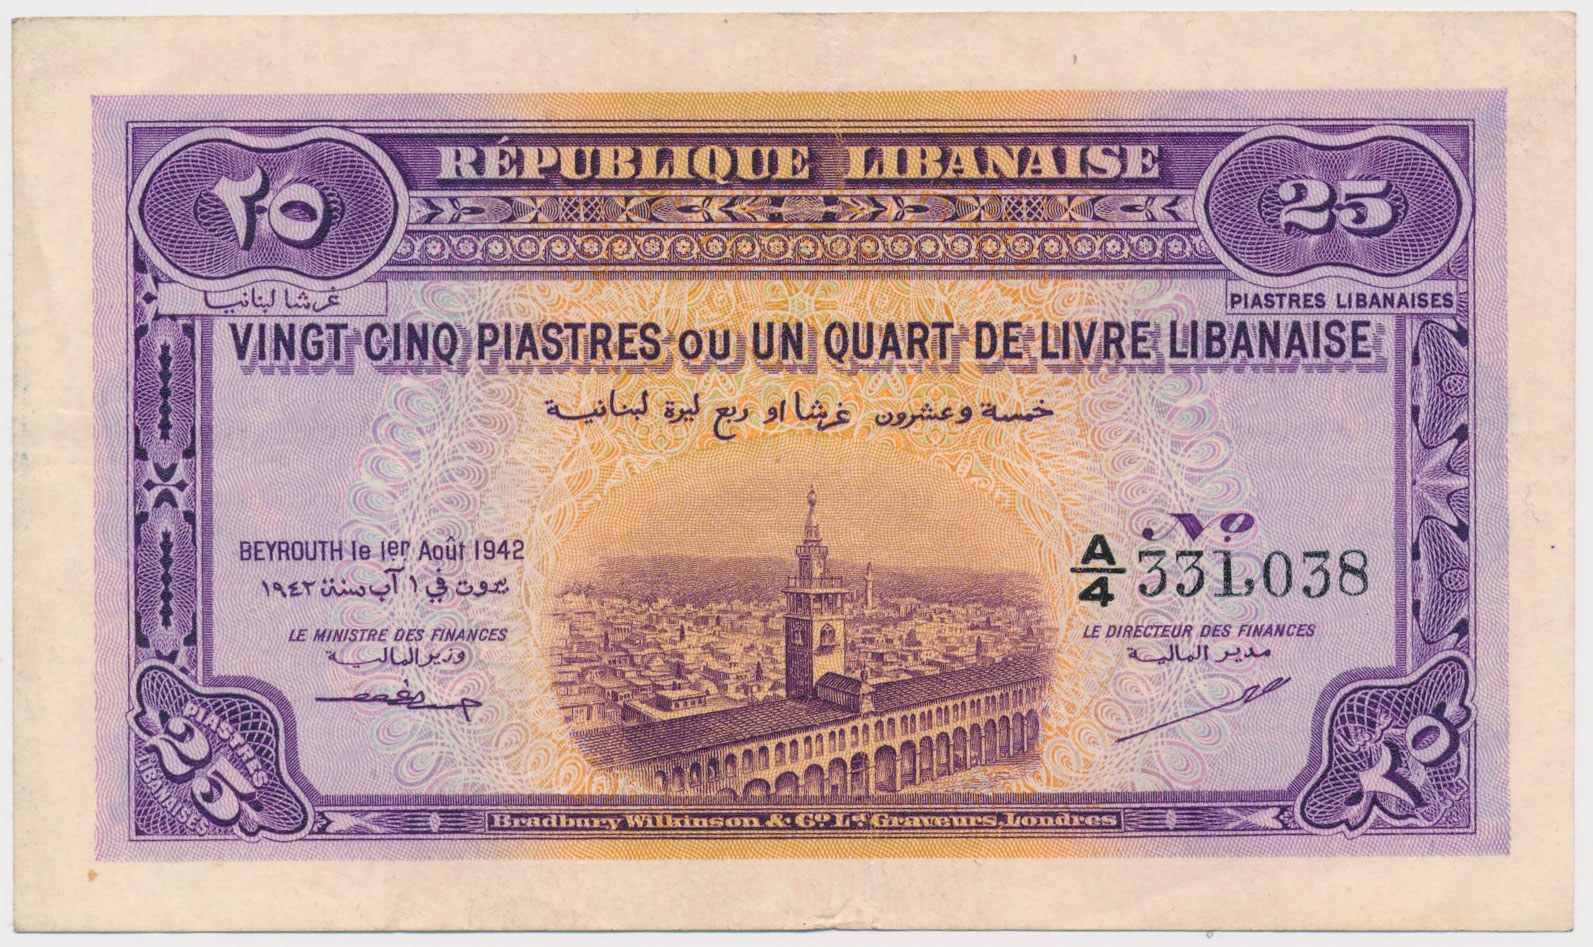 RÉPUBLIQUE LIBANAISE
٢٥
25
غرشا لبنانيا
PIASTRES LIBANAISES
VINGT CINQ PIASTRES OU UN QUART DE LIVRE LIBANAISE
خمسة وعشرون غرشا او ربع ليرة لبنانية
BEYROUTH le 1er Août 1942
بيروت في ١ آب سنة ١٩٤٢
No
A/4 331,038
LE MINISTRE DES FINANCES
وزير المالية
LE DIRECTEUR DES FINANCES
مدير المالية
PIASTRES
25
LIBANAISES
٢٥
Bradbury Wilkinson & Co. Ld. Graveurs, Londres